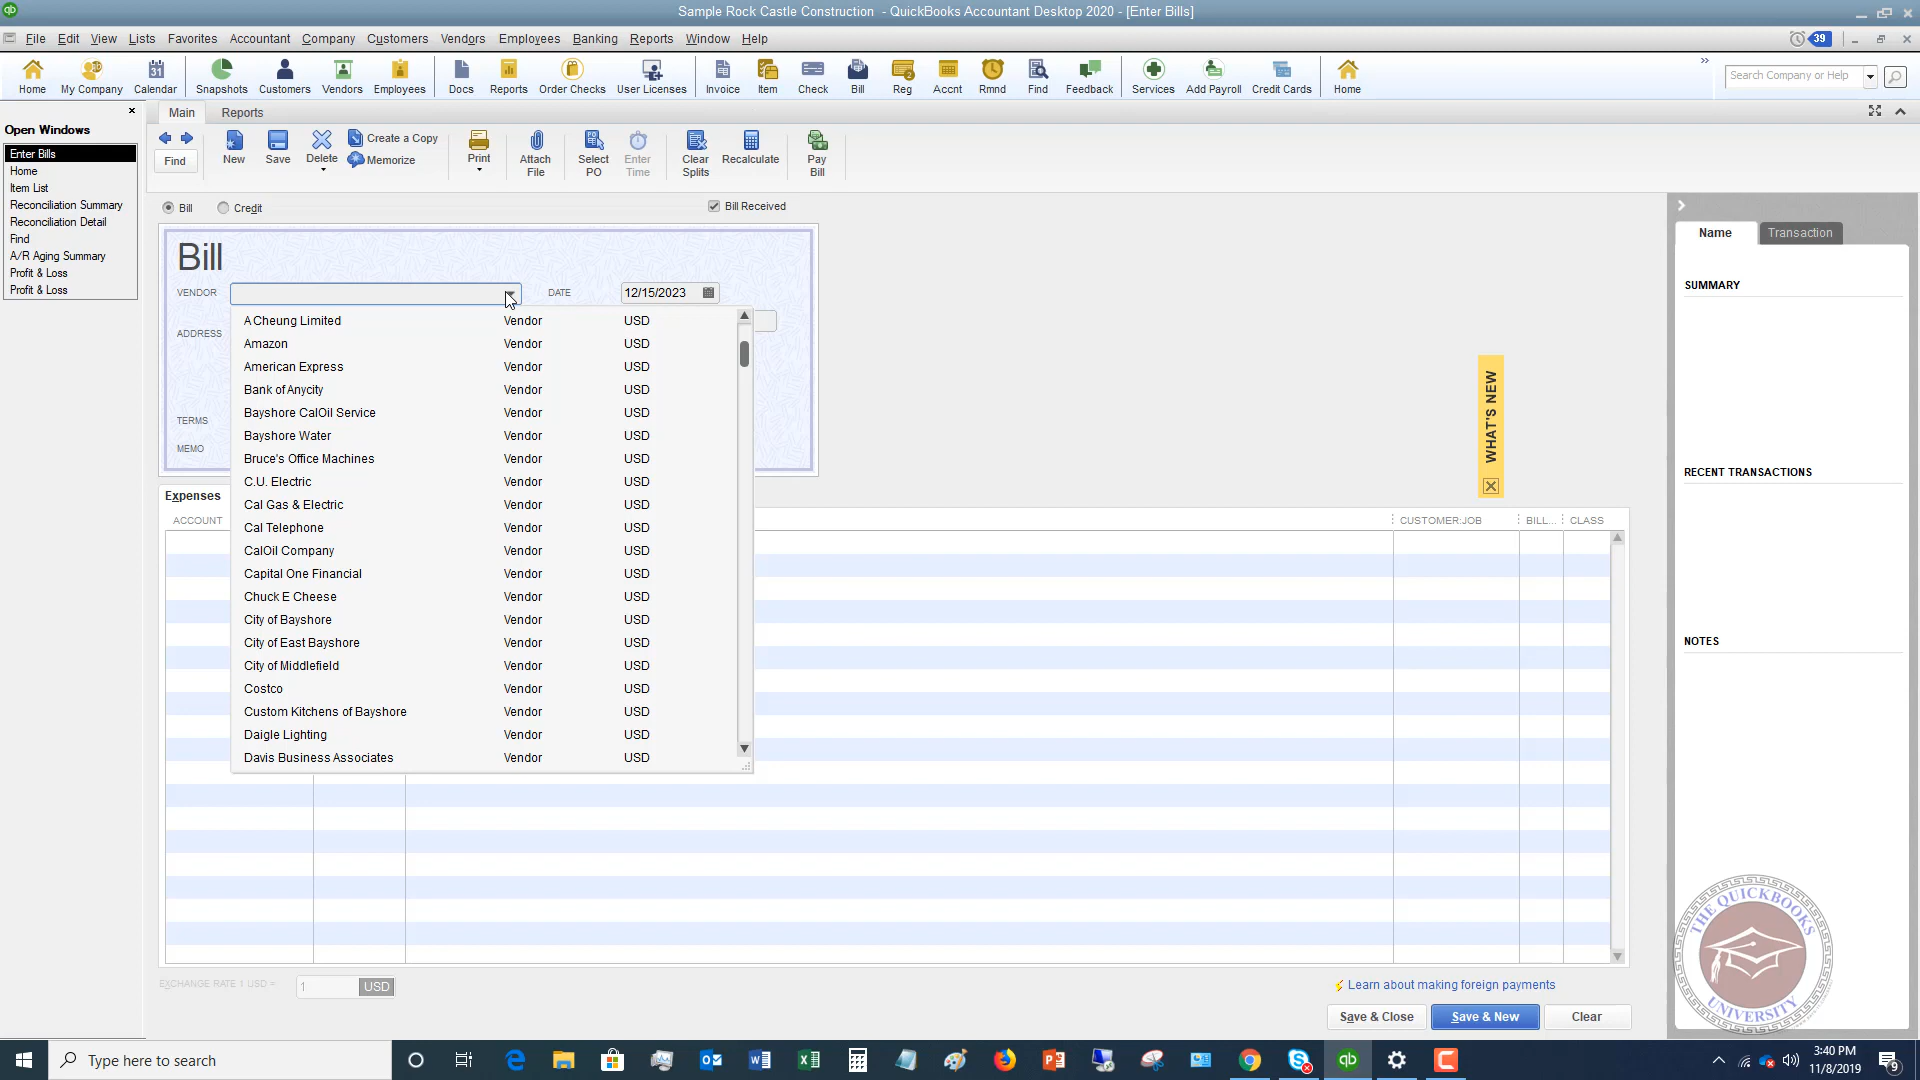 Sample Rock Castle Construction - QuickBooks Accountant Desktop 2020 - [Enter Bills]
File Edit View Lists Favorites Accountant Company Customers Vendors Employees Banking Reports Window Help
39
Home My Company Calendar Snapshots Customers Vendors Employees Docs Reports Order Checks User Licenses Invoice Item Check Bill Reg Accnt Rmnd Find Feedback Services Add Payroll Credit Cards Home
Search Company or Help
Open Windows
Enter Bills
Home
Item List
Reconciliation Summary
Reconciliation Detail
Find
A/R Aging Summary
Profit & Loss
Profit & Loss
Main Reports
Find
New
Save
Delete
Create a Copy
Memorize
Print
Attach File
Select PO
Enter Time
Clear Splits
Recalculate
Pay Bill
Bill Credit Bill Received
Bill
VENDOR
DATE 12/15/2023
ADDRESS
TERMS
MEMO
A Cheung Limited Vendor USD
Amazon Vendor USD
American Express Vendor USD
Bank of Anycity Vendor USD
Bayshore CalOil Service Vendor USD
Bayshore Water Vendor USD
Bruce's Office Machines Vendor USD
C.U. Electric Vendor USD
Cal Gas & Electric Vendor USD
Cal Telephone Vendor USD
CalOil Company Vendor USD
Capital One Financial Vendor USD
Chuck E Cheese Vendor USD
City of Bayshore Vendor USD
City of East Bayshore Vendor USD
City of Middlefield Vendor USD
Costco Vendor USD
Custom Kitchens of Bayshore Vendor USD
Daigle Lighting Vendor USD
Davis Business Associates Vendor USD
Expenses
ACCOUNT CUSTOMER:JOB BILL... CLASS
EXCHANGE RATE 1 USD = 1 USD
Learn about making foreign payments
Save & Close Save & New Clear
WHAT'S NEW
Name Transaction
SUMMARY
RECENT TRANSACTIONS
NOTES
THE QUICKBOOKS UNIVERSITY
Type here to search
3:40 PM
11/8/2019
9